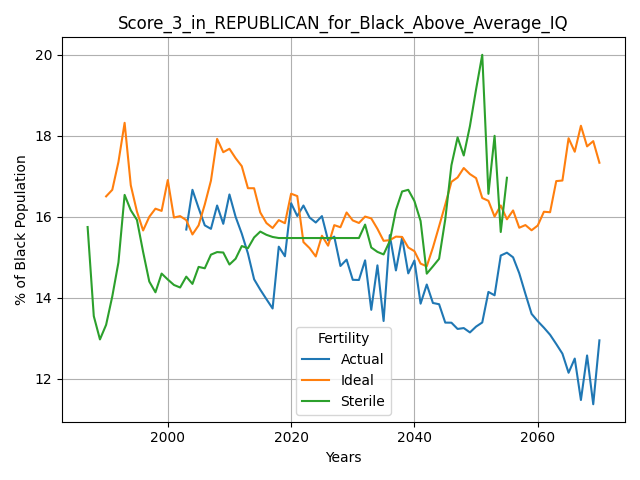 Score_3_in_REPUBLICAN_for_Black_Above_Average_IQ
% of Black Population
20
18
16
14
12
Fertility
Actual
Ideal
Sterile
2000
2020
2040
2060
Years